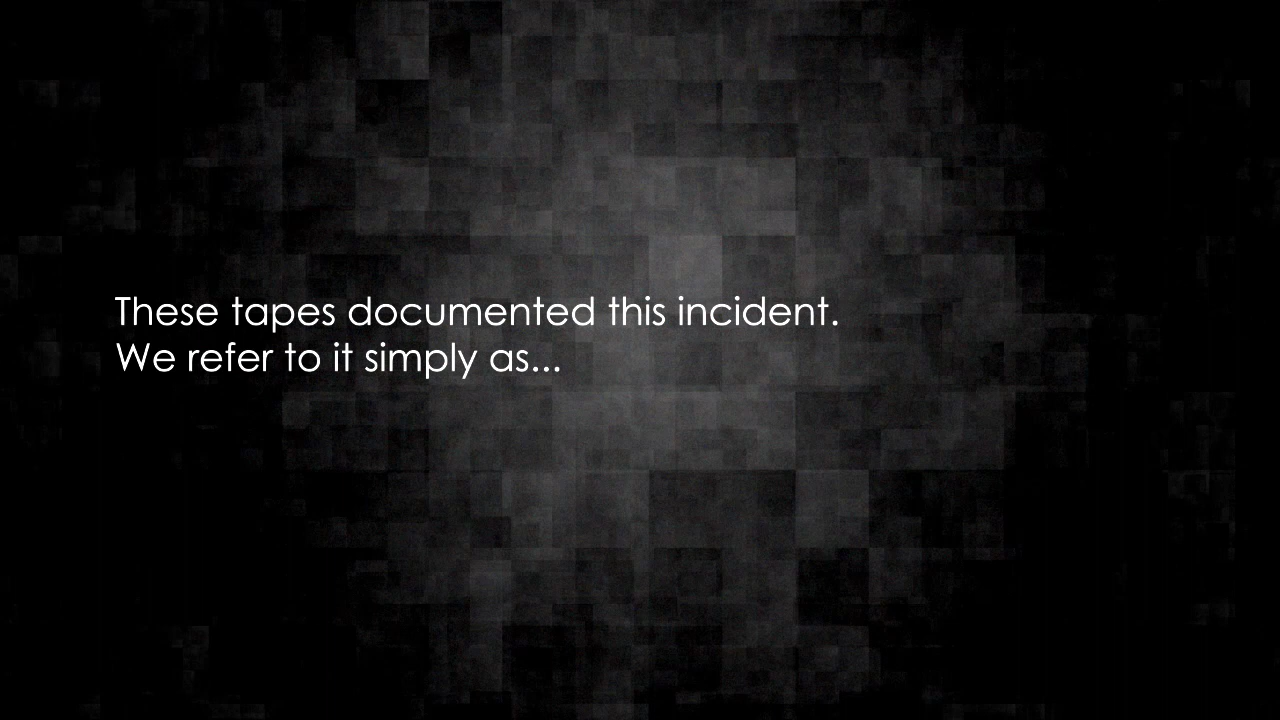 These tapes documented this incident.
We refer to it simply as...